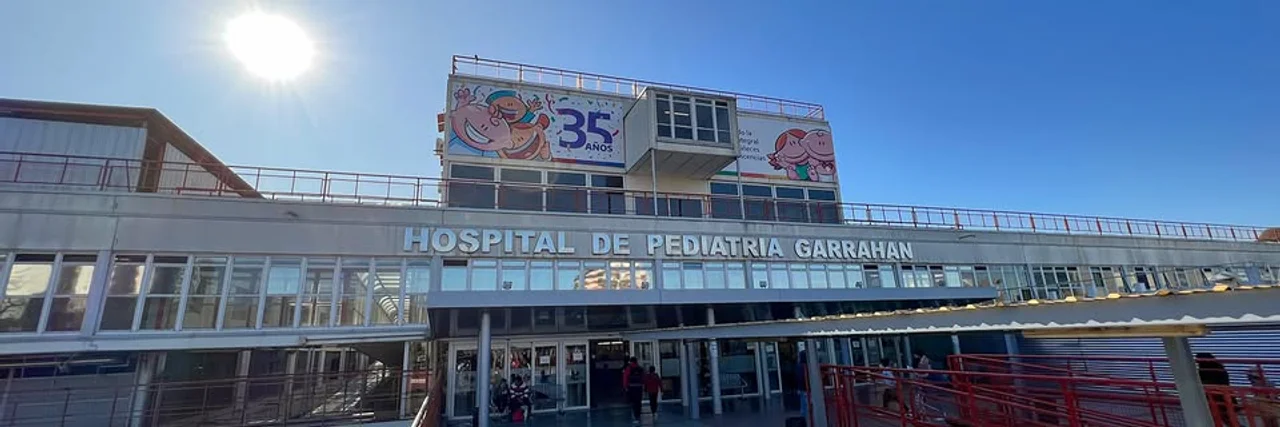 35
AÑOS
HOSPITAL DE PEDIATRIA GARRAHAN